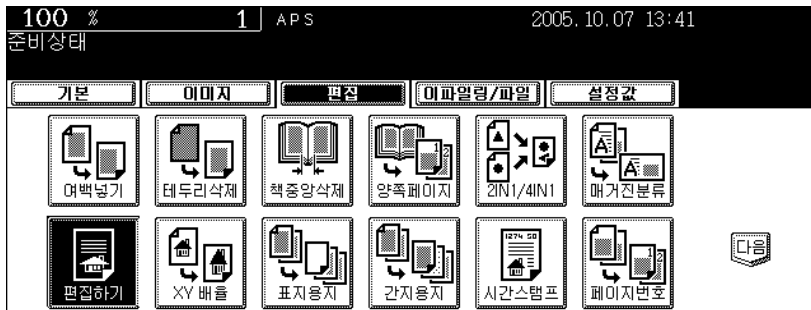 100 % 1 APS 2005.10.07 13:41
준비상태
기본 이미지 편집 이파일링/파일 설정값
여백넣기 테두리삭제 책중앙삭제 양쪽페이지 2IN1/4IN1 매거진분류
편집하기 XY 배율 표지용지 간지용지 시간스탬프 페이지번호 다음